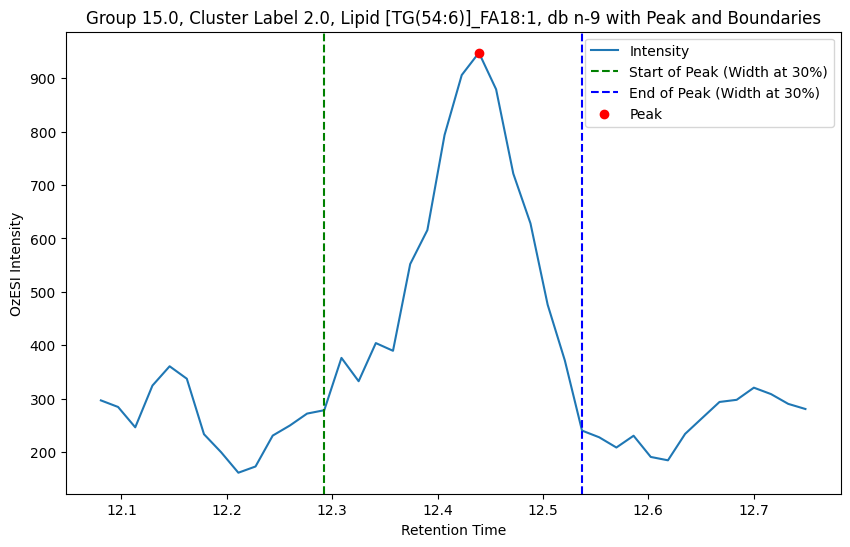 Group 15.0, Cluster Label 2.0, Lipid [TG(54:6)]_FA18:1, db n-9 with Peak and Boundaries
Intensity
Start of Peak (Width at 30%)
End of Peak (Width at 30%)
Peak
OzESI Intensity
900
800
700
600
500
400
300
200
12.1 12.2 12.3 12.4 12.5 12.6 12.7
Retention Time